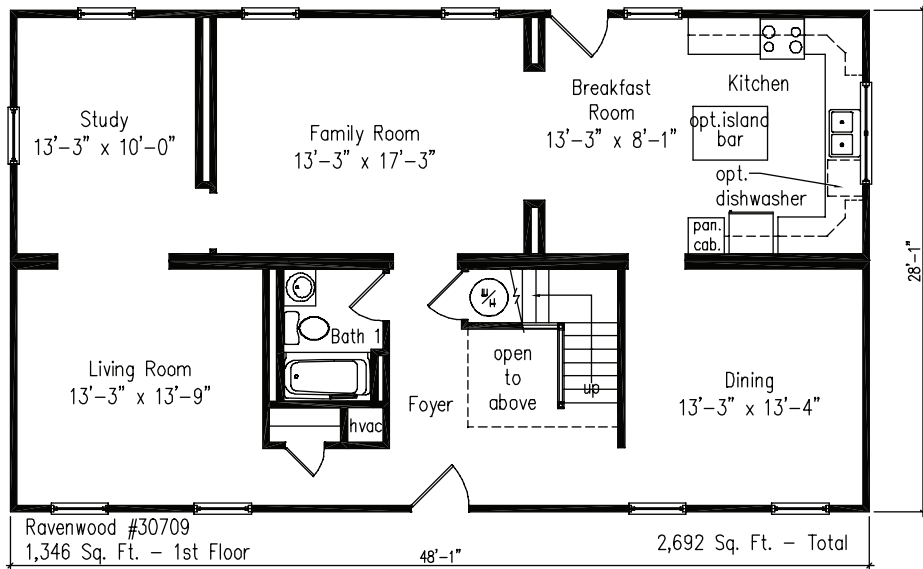 Study
13'-3" x 10'-0"
Family Room
13'-3" x 17'-3"
Breakfast
Room
13'-3" x 8'-1"
Kitchen
opt.island
bar
opt.
dishwasher
pan.
cab.
28'-1"
W/H
Bath 1
Living Room
13'-3" x 13'-9"
Foyer
open
to
above
up
Dining
13'-3" x 13'-4"
hvac
Ravenwood #30709
1,346 Sq. Ft. - 1st Floor
48'-1"
2,692 Sq. Ft. - Total